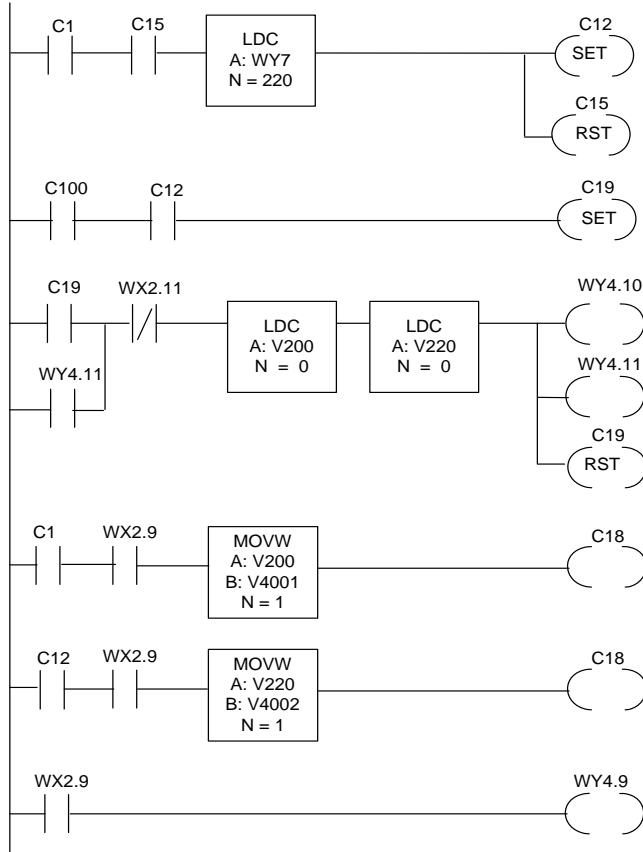 C1 C15 C12
LDC
A: WY7
N = 220
SET
C15
RST
C100 C12 C19
SET
C19 WX2.11 WY4.10
LDC
A: V200
N = 0
LDC
A: V220
N = 0
WY4.11 WY4.11
C19
RST
C1 WX2.9 C18
MOVW
A: V200
B: V4001
N = 1
C12 WX2.9 C18
MOVW
A: V220
B: V4002
N = 1
WX2.9 WY4.9